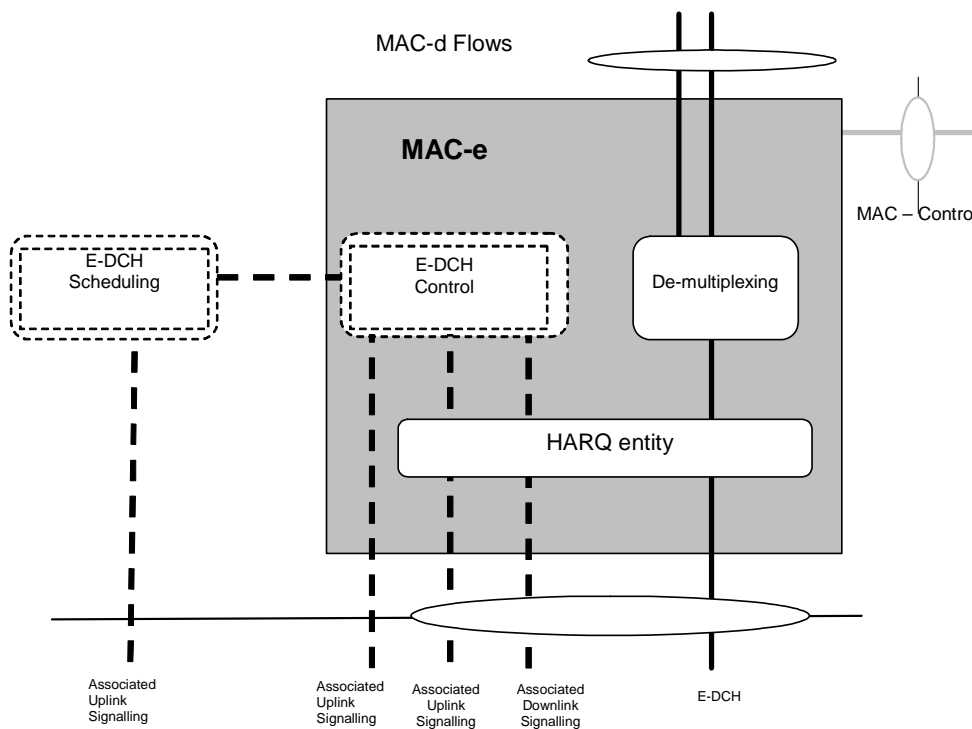 MAC-d Flows
MAC-e
MAC – Control
E-DCH
Scheduling
E-DCH
Control
De-multiplexing
HARQ entity
Associated
Uplink
Signalling
Associated
Uplink
Signalling
Associated
Uplink
Signalling
Associated
Downlink
Signalling
E-DCH